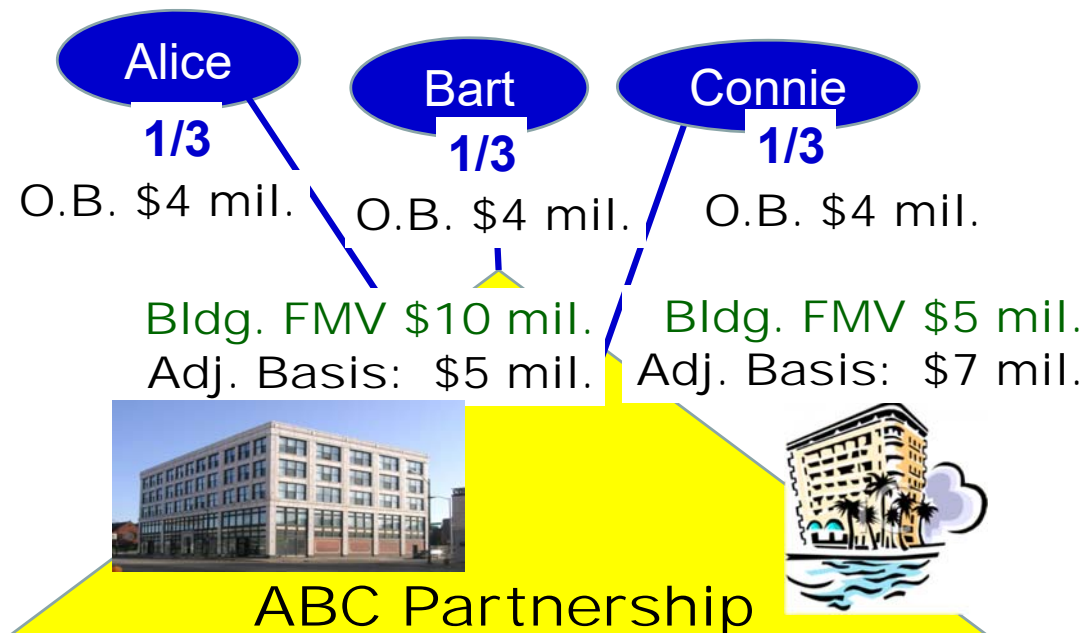 Alice
1/3
O.B. $4 mil.
Bart
1/3
O.B. $4 mil.
Connie
1/3
O.B. $4 mil.
Bldg. FMV $10 mil.
Adj. Basis: $5 mil.
Bldg. FMV $5 mil.
Adj. Basis: $7 mil.
ABC Partnership